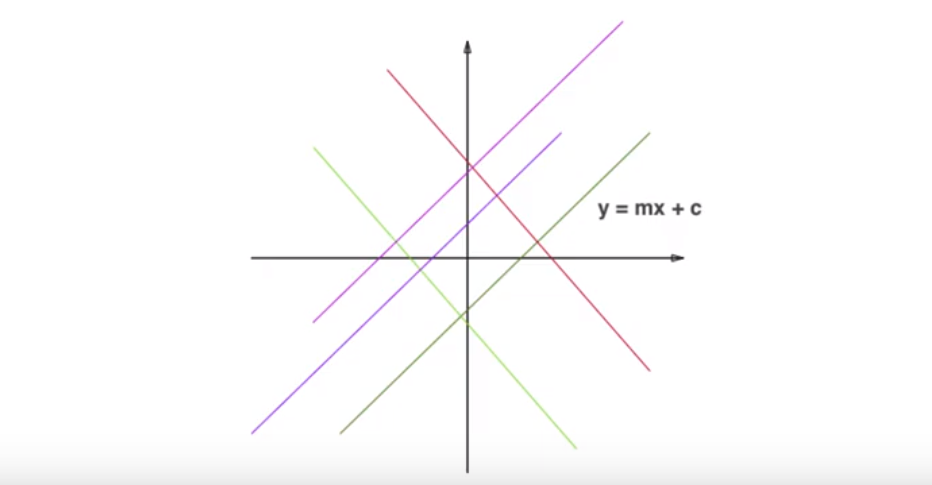 y = mx + c